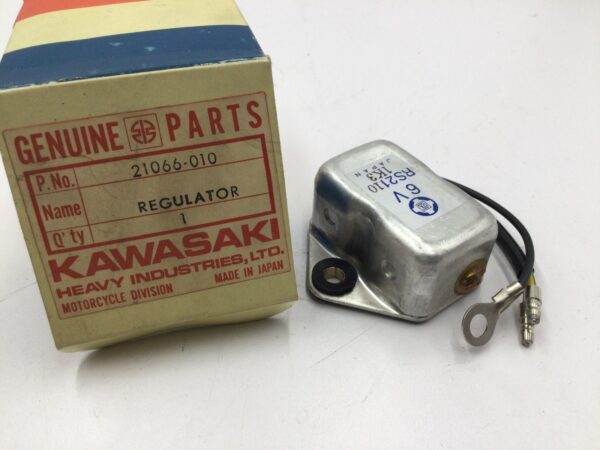 GENUINE PARTS
P.No. 21066-010
Name REGULATOR
Q'ty 1
KAWASAKI
HEAVY INDUSTRIES, LTD.
MOTORCYCLE DIVISION MADE IN JAPAN
6V
RS2110
1K3
JAPAN